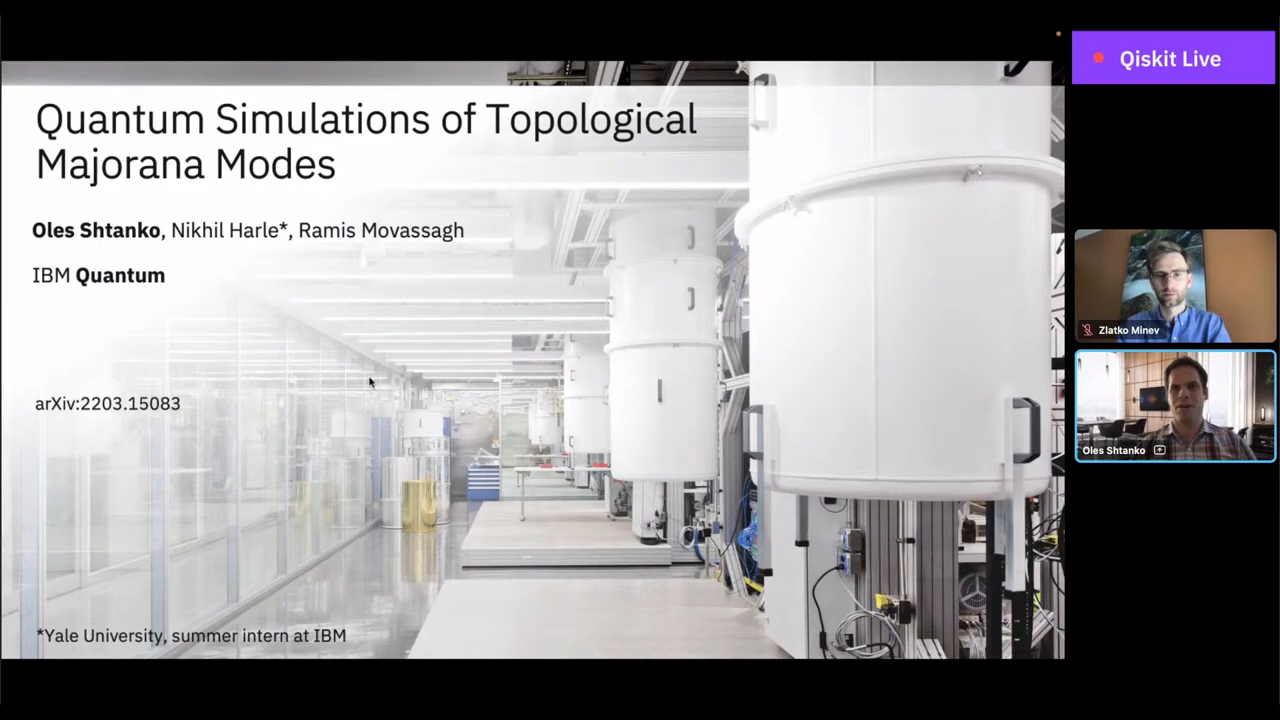 Quantum Simulations of Topological
Majorana Modes
Oles Shtanko, Nikhil Harle*, Ramis Movassagh
IBM Quantum
arXiv:2203.15083
*Yale University, summer intern at IBM
Qiskit Live
Zlatko Minev
Oles Shtanko